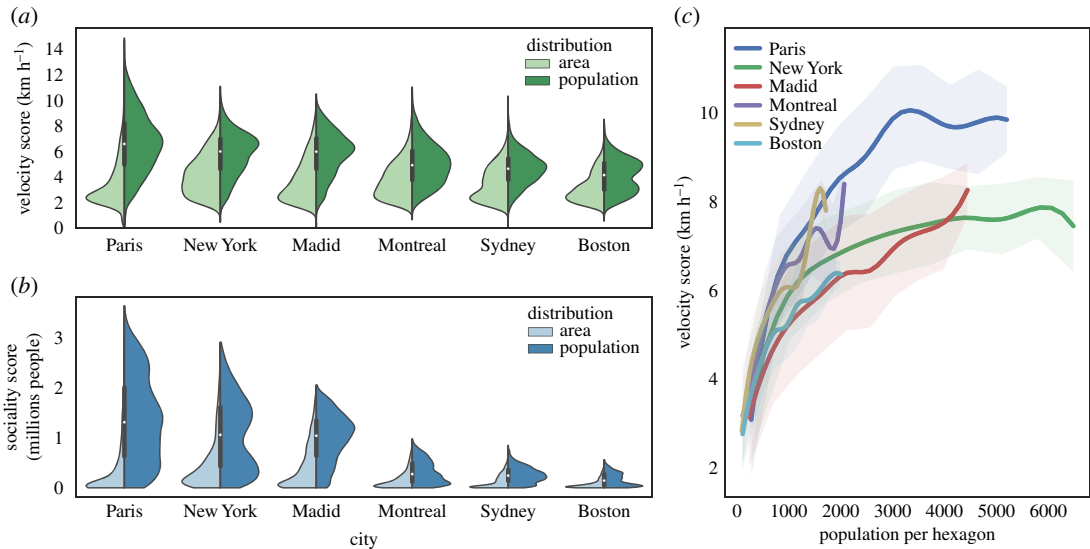 (a)
velocity score (km h⁻¹)
14
12
10
8
6
4
2
0
distribution
area
population
Paris New York Madid Montreal Sydney Boston
(b)
sociality score
(millions people)
3
2
1
0
distribution
area
population
Paris New York Madid Montreal Sydney Boston
city
(c)
velocity score (km h⁻¹)
10
8
6
4
2
Paris
New York
Madid
Montreal
Sydney
Boston
0 1000 2000 3000 4000 5000 6000
population per hexagon